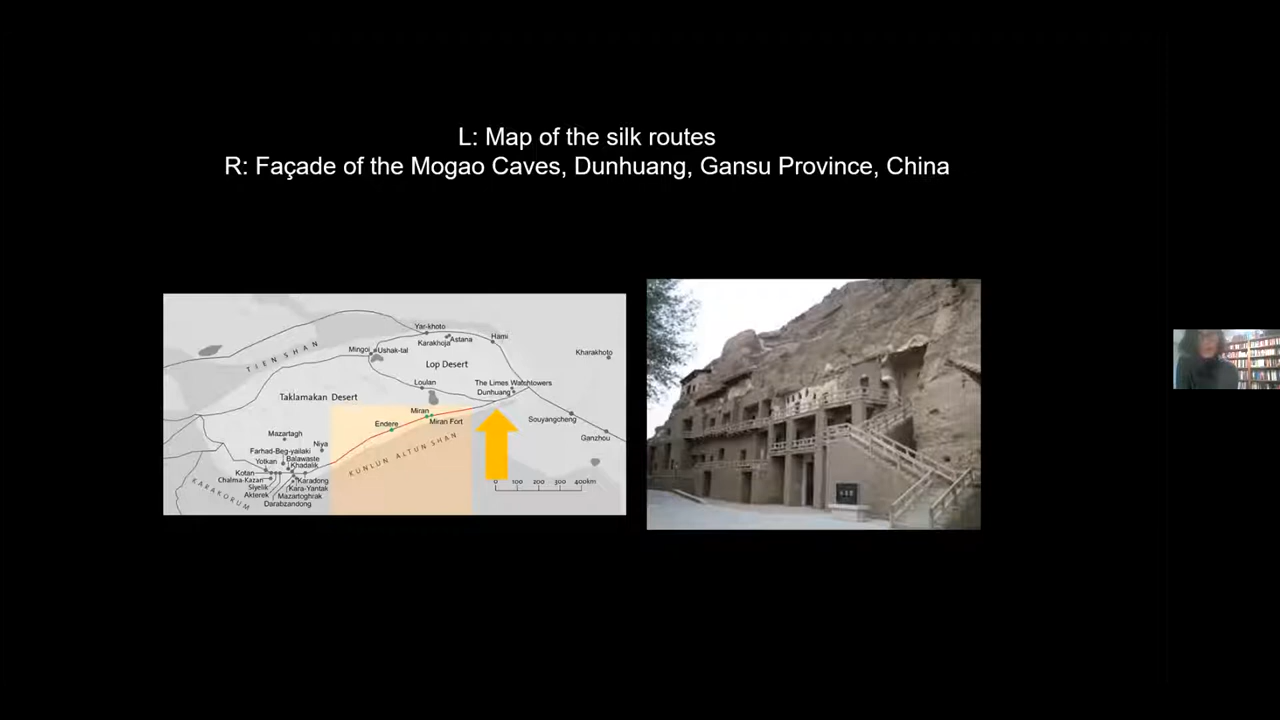 L: Map of the silk routes
R: Façade of the Mogao Caves, Dunhuang, Gansu Province, China
Yar-khoto
Karakhoja
Astana
Hami
TIEN SHAN
Mingoi
Ushak-tal
Kharakhoto
Lop Desert
Loulan
The Limes Watchtowers
Dunhuang
Taklamakan Desert
Miran
Miran Fort
Souyangcheng
Endere
Ganzhou
Mazartagh
Niya
KUNLUN ALTUN SHAN
Farhad-Beg-yailaki
Balawaste
Yotkan
Khadalik
Kotan
Karadong
Chalma-Kazan
Siyelik
Kara-Yantak
Akterek
Mazartoghrak
Darabzandong
KARAKORUM
0 100 200 300 400km